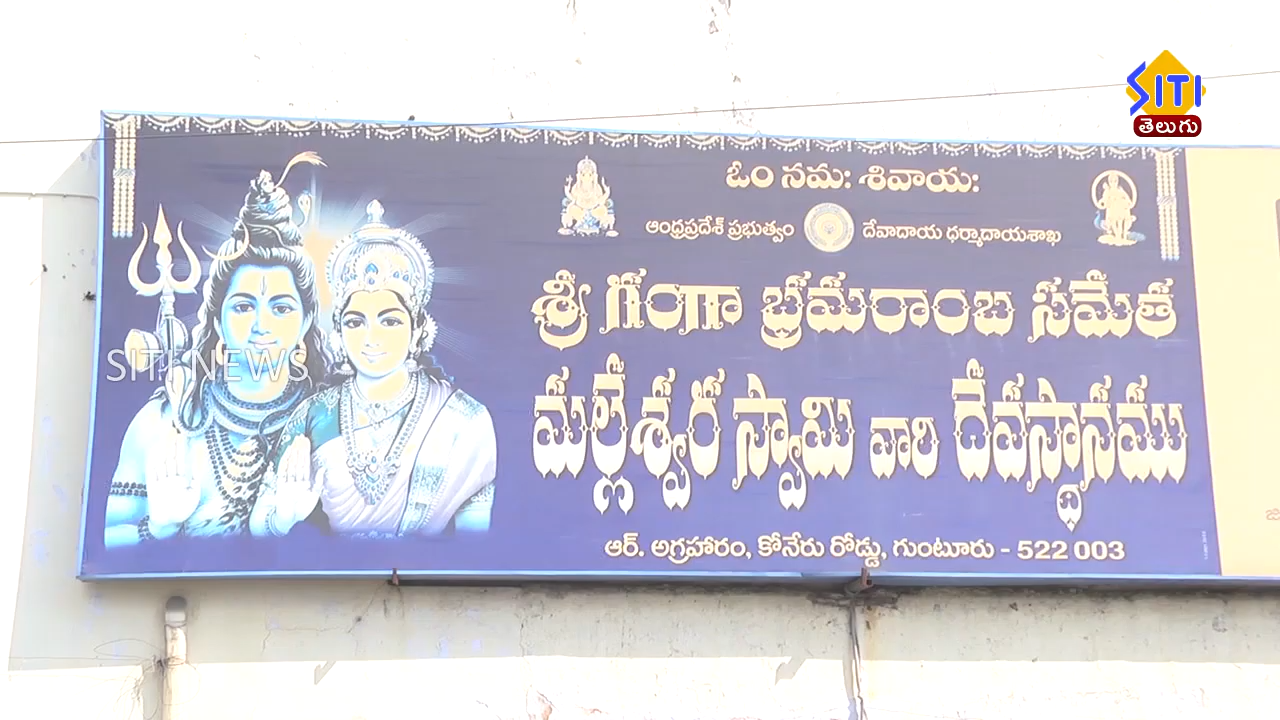 SITI
తెలుగు
ఓం నమః శివాయః
ఆంధ్రప్రదేశ్ ప్రభుత్వం దేవాదాయ ధర్మాదాయశాఖ
శ్రీ గంగా భ్రమరాంబ సమేత
మల్లేశ్వర స్వామి వారి దేవస్థానము
SITI NEWS
ఆర్. అగ్రహారం, కోనేరు రోడ్డు, గుంటూరు - 522 003